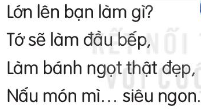 Lớn lên bạn làm gì?
Tớ sẽ làm đầu bếp,
Làm bánh ngọt thật đẹp,
Nấu món mì... siêu ngon.